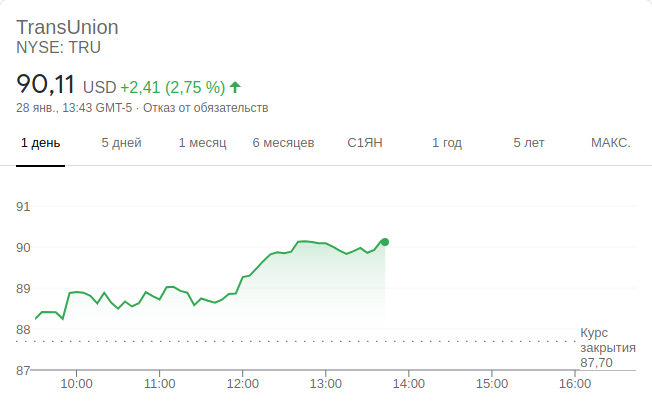 TransUnion
NYSE: TRU
90,11 USD +2,41 (2,75 %)
28 янв., 13:43 GMT-5 · Отказ от обязательств
1 день 5 дней 1 месяц 6 месяцев С1ЯН 1 год 5 лет МАКС.
91
90
89
88
Курс
закрытия
87,70
87
10:00 11:00 12:00 13:00 14:00 15:00 16:00